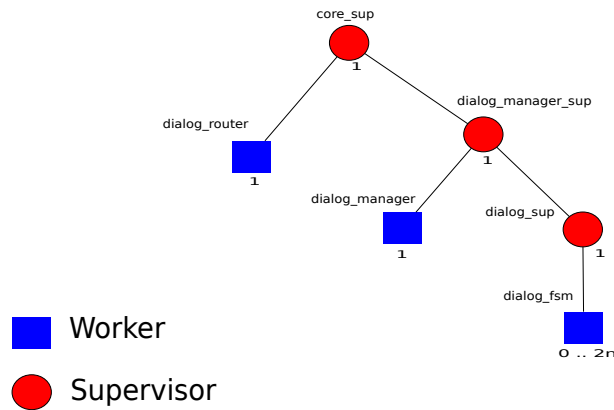 core_sup
1
dialog_manager_sup
dialog_router
1
1
dialog_manager
dialog_sup
1
1
dialog_fsm
0 .. 2n
Worker
Supervisor